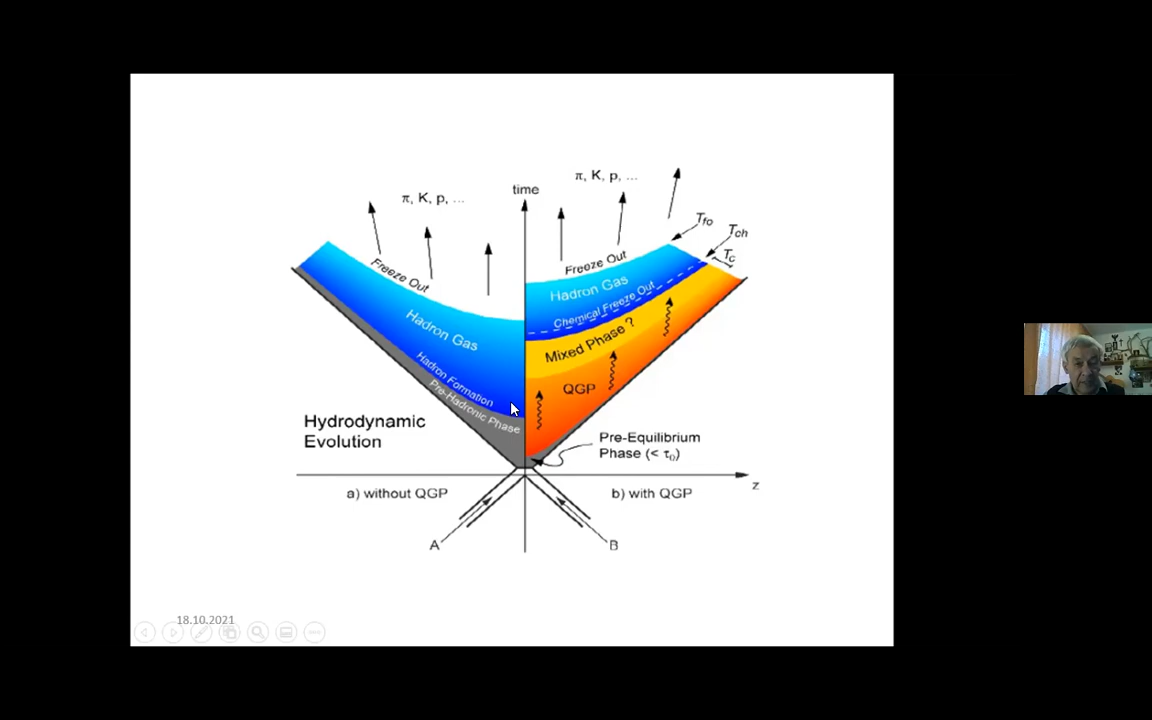 π, K, p, ...
time
π, K, p, ...
T_fo
T_ch
T_c
Freeze Out
Freeze Out
Hadron Gas
Chemical Freeze Out
Hadron Gas
Mixed Phase ?
Hadron Formation
Pre-Hadronic Phase
QGP
Hydrodynamic
Evolution
Pre-Equilibrium
Phase (< τ₀)
z
a) without QGP
b) with QGP
A
B
18.10.2021